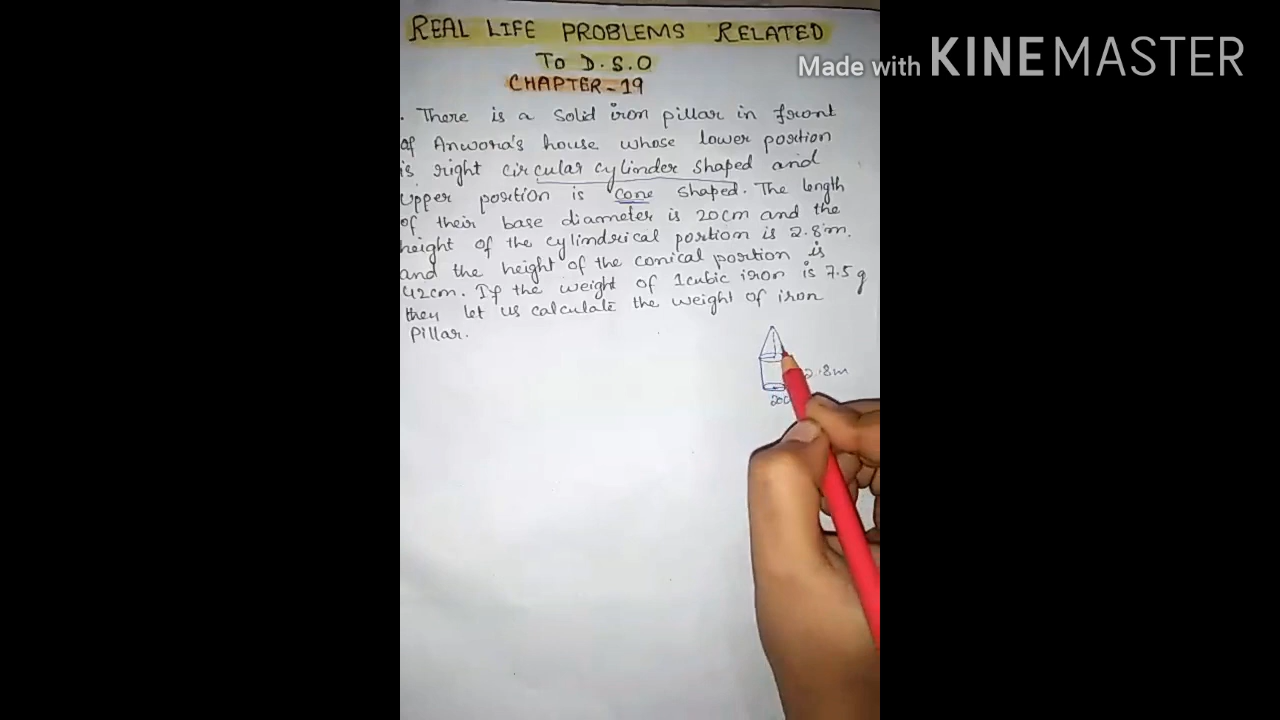 REAL LIFE PROBLEMS RELATED
TO D.S.O
CHAPTER-19
Made with KINEMASTER
. There is a solid iron pillar in front
of Anwora's house whose lower position
is right circular cylinder shaped and
upper position is cone shaped. The length
of their base diameter is 20cm and the
height of the cylindrical portion is 2.8m.
and the height of the conical portion is
42cm. If the weight of 1cubic iron is 7.5 g
then let us calculate the weight of iron
Pillar.
2.8m